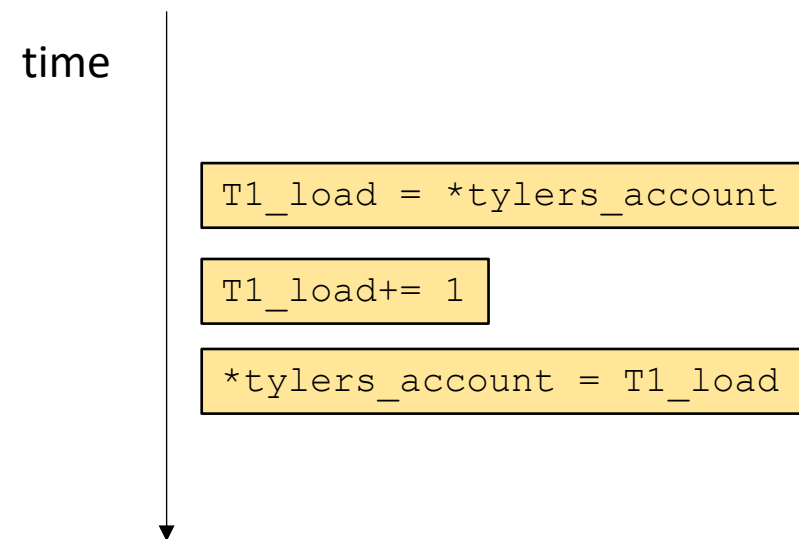 time
T1_load = *tylers_account
T1_load+= 1
*tylers_account = T1_load